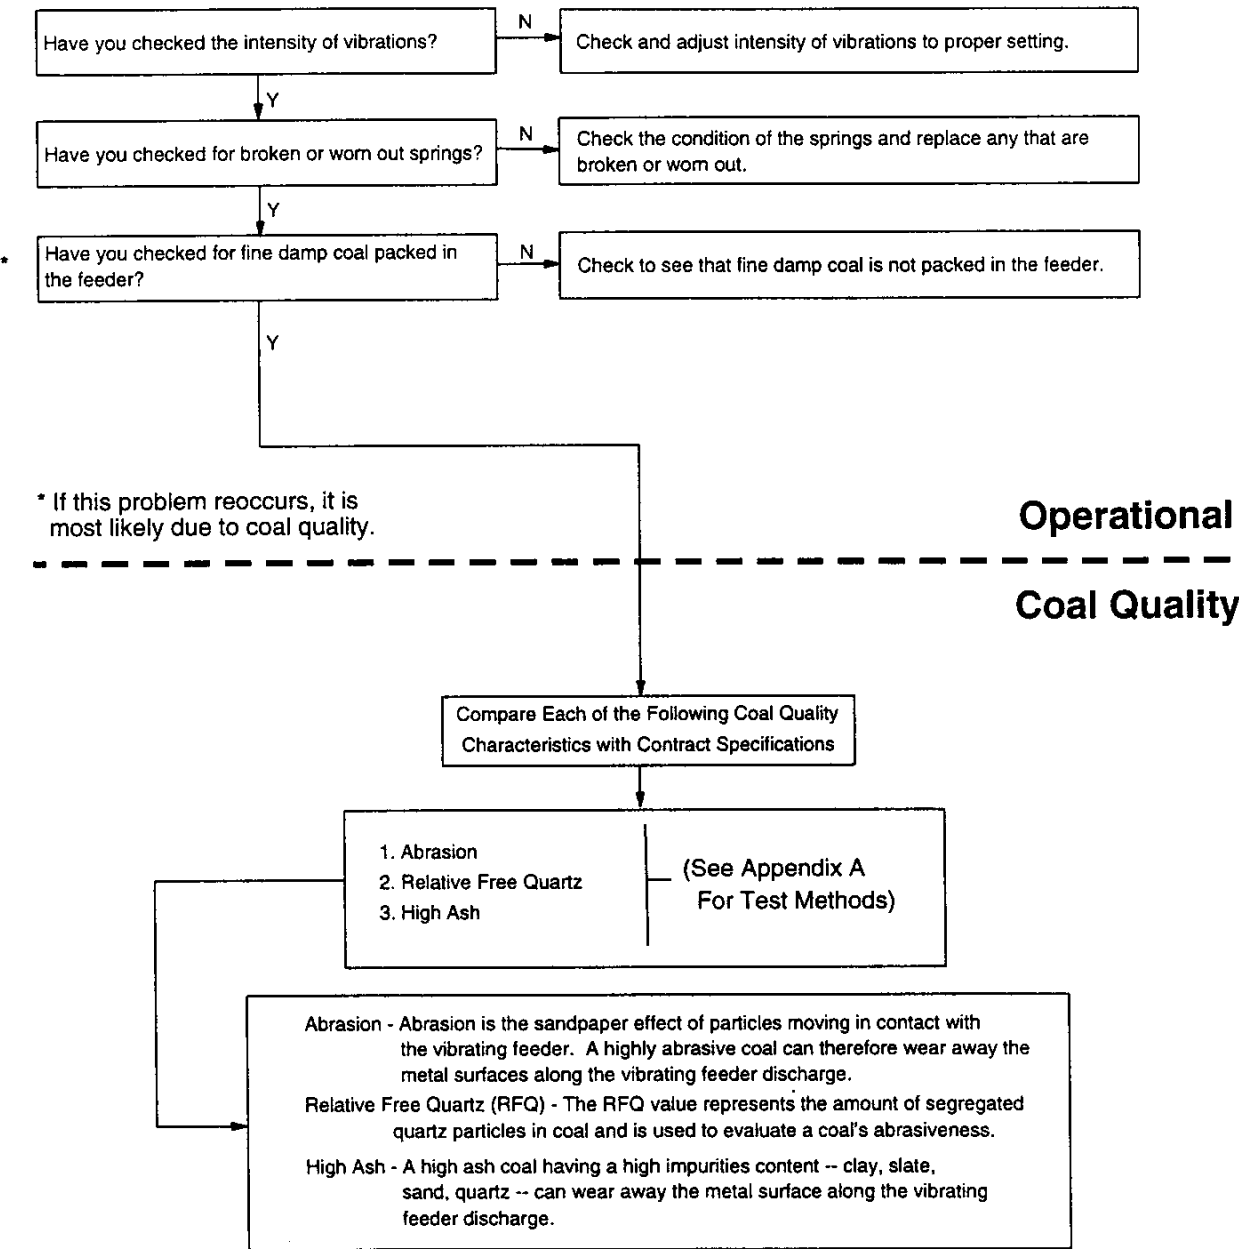 Have you checked the intensity of vibrations?
N
Check and adjust intensity of vibrations to proper setting.
Y
Have you checked for broken or worn out springs?
N
Check the condition of the springs and replace any that are
broken or worn out.
Y
*
Have you checked for fine damp coal packed in
the feeder?
N
Check to see that fine damp coal is not packed in the feeder.
Y
* If this problem reoccurs, it is
most likely due to coal quality.
Operational
Coal Quality
Compare Each of the Following Coal Quality
Characteristics with Contract Specifications
1. Abrasion
2. Relative Free Quartz
3. High Ash
(See Appendix A
For Test Methods)
Abrasion - Abrasion is the sandpaper effect of particles moving in contact with
the vibrating feeder. A highly abrasive coal can therefore wear away the
metal surfaces along the vibrating feeder discharge.
Relative Free Quartz (RFQ) - The RFQ value represents the amount of segregated
quartz particles in coal and is used to evaluate a coal's abrasiveness.
High Ash - A high ash coal having a high impurities content -- clay, slate,
sand, quartz -- can wear away the metal surface along the vibrating
feeder discharge.